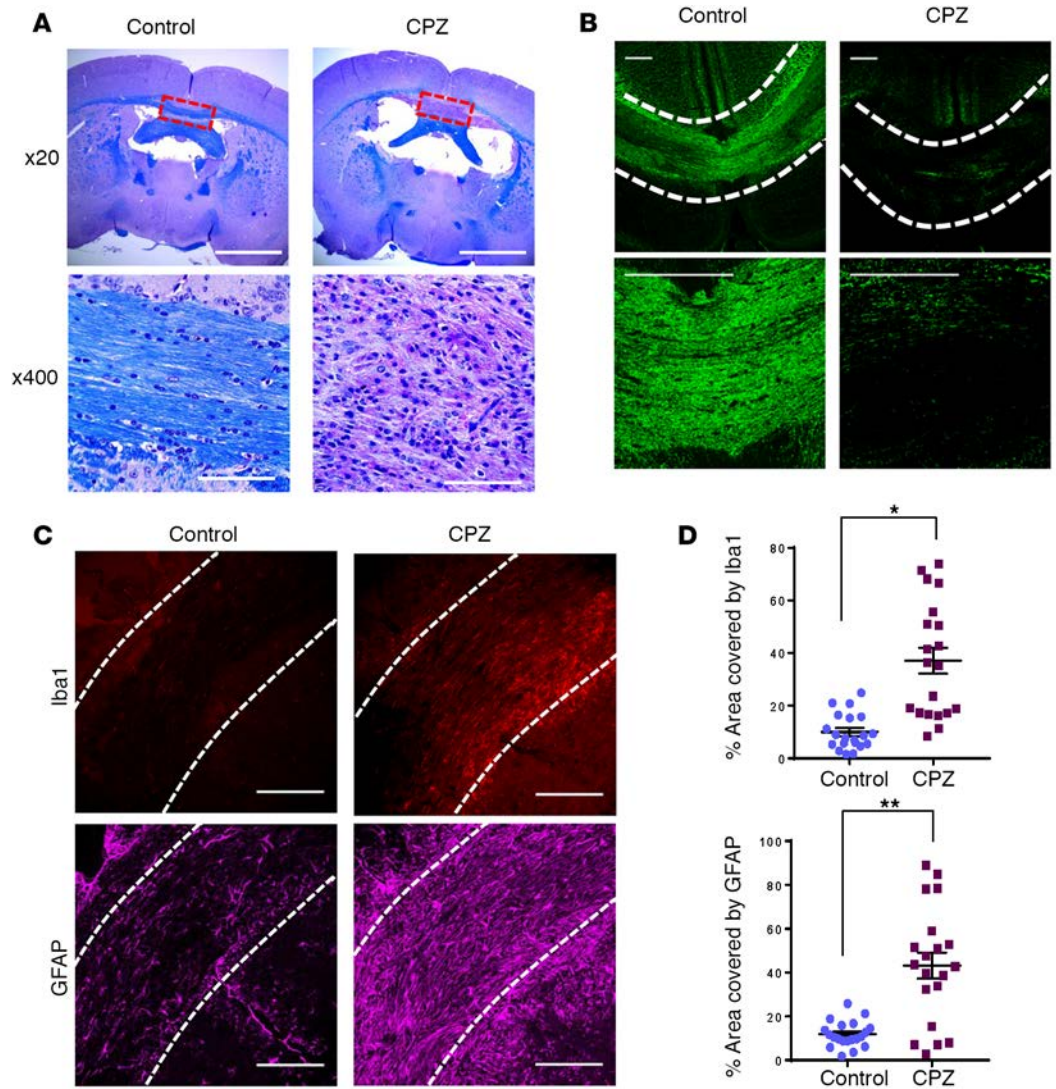 A
Control
CPZ
x20
x400
B
Control
CPZ
C
Control
CPZ
Iba1
GFAP
D
*
% Area covered by Iba1
80
60
40
20
0
Control
CPZ
**
% Area covered by GFAP
100
80
60
40
20
0
Control
CPZ